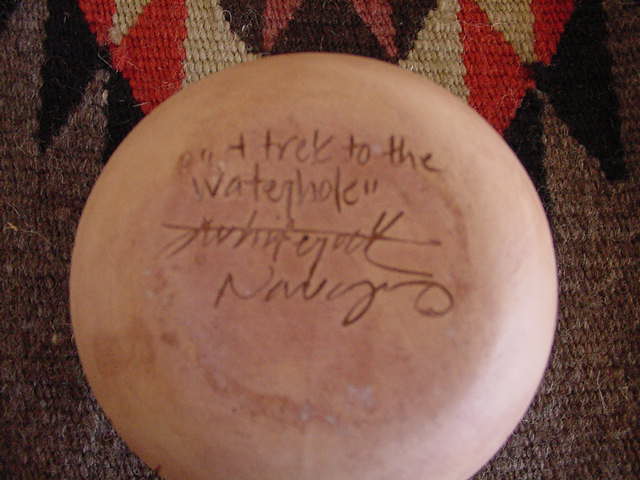 "A trek to the
Waterhole"
Navajo